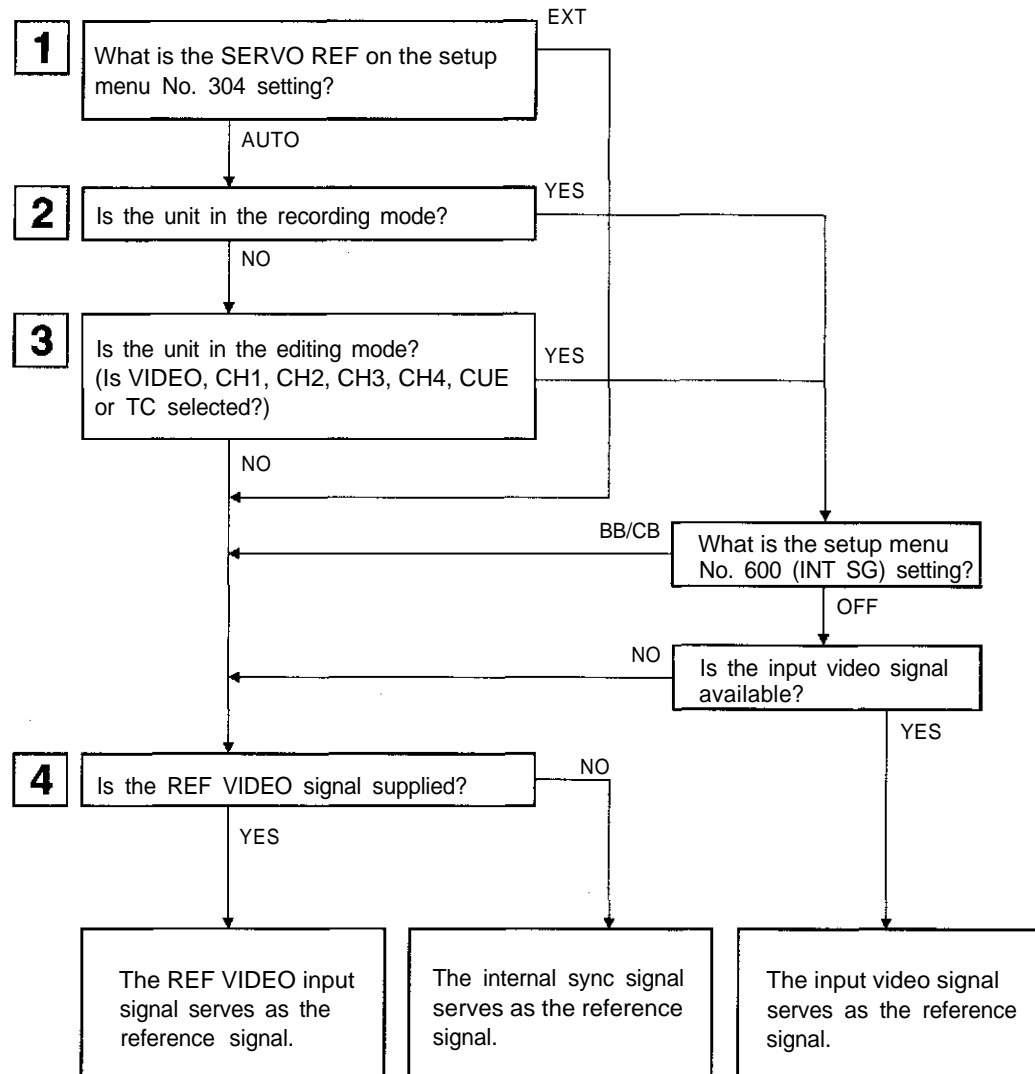 EXT
1
What is the SERVO REF on the setup
menu No. 304 setting?
AUTO
2
Is the unit in the recording mode?
YES
NO
3
Is the unit in the editing mode?
(Is VIDEO, CH1, CH2, CH3, CH4, CUE
or TC selected?)
YES
NO
BB/CB
What is the setup menu
No. 600 (INT SG) setting?
OFF
NO
Is the input video signal
available?
YES
4
Is the REF VIDEO signal supplied?
NO
YES
The REF VIDEO input
signal serves as the
reference signal.
The internal sync signal
serves as the reference
signal.
The input video signal
serves as the reference
signal.